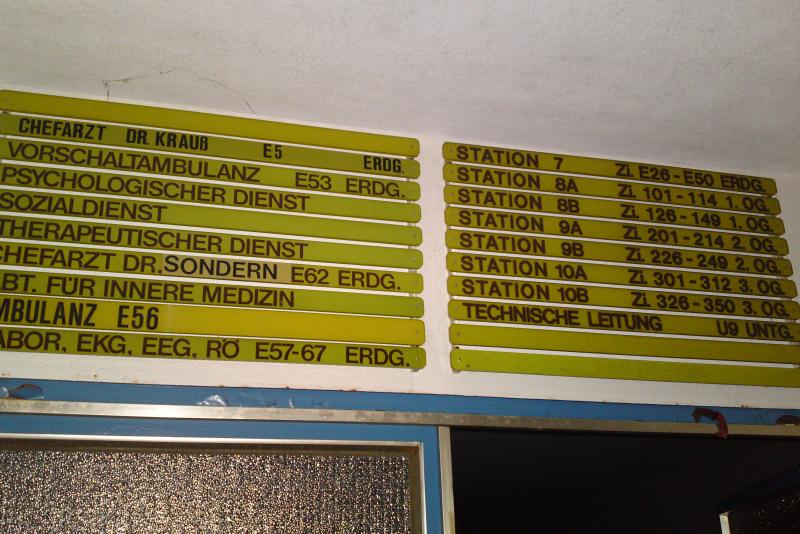 CHEFARZT DR. KRAUß E5 ERDG.
VORSCHALTAMBULANZ E53 ERDG.
PSYCHOLOGISCHER DIENST
SOZIALDIENST
THERAPEUTISCHER DIENST
CHEFARZT DR. SONDERN E62 ERDG.
ABT. FÜR INNERE MEDIZIN
AMBULANZ E56
LABOR, EKG, EEG, RÖ E57-67 ERDG.
STATION 7 Zi. E26 - E50 ERDG.
STATION 8A Zi. 101 - 114 1. OG.
STATION 8B Zi. 126 - 149 1. OG.
STATION 9A Zi. 201 - 214 2. OG.
STATION 9B Zi. 226 - 249 2. OG.
STATION 10A Zi. 301 - 312 3. OG.
STATION 10B Zi. 326 - 350 3. OG.
TECHNISCHE LEITUNG U9 UNTG.